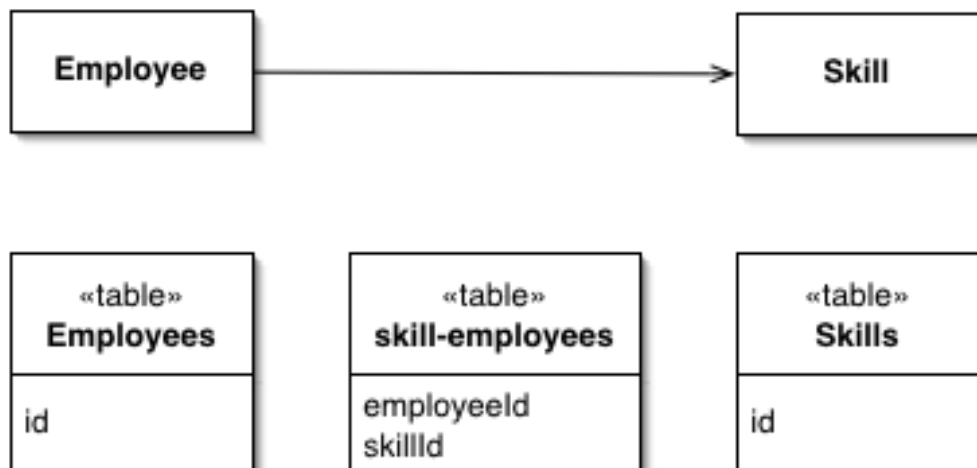 Employee
Skill
«table»
Employees
id
«table»
skill-employees
employeeId
skillId
«table»
Skills
id